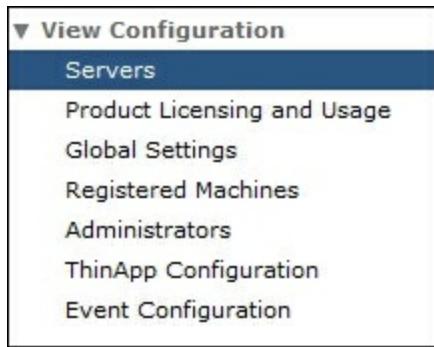 View Configuration
Servers
Product Licensing and Usage
Global Settings
Registered Machines
Administrators
ThinApp Configuration
Event Configuration